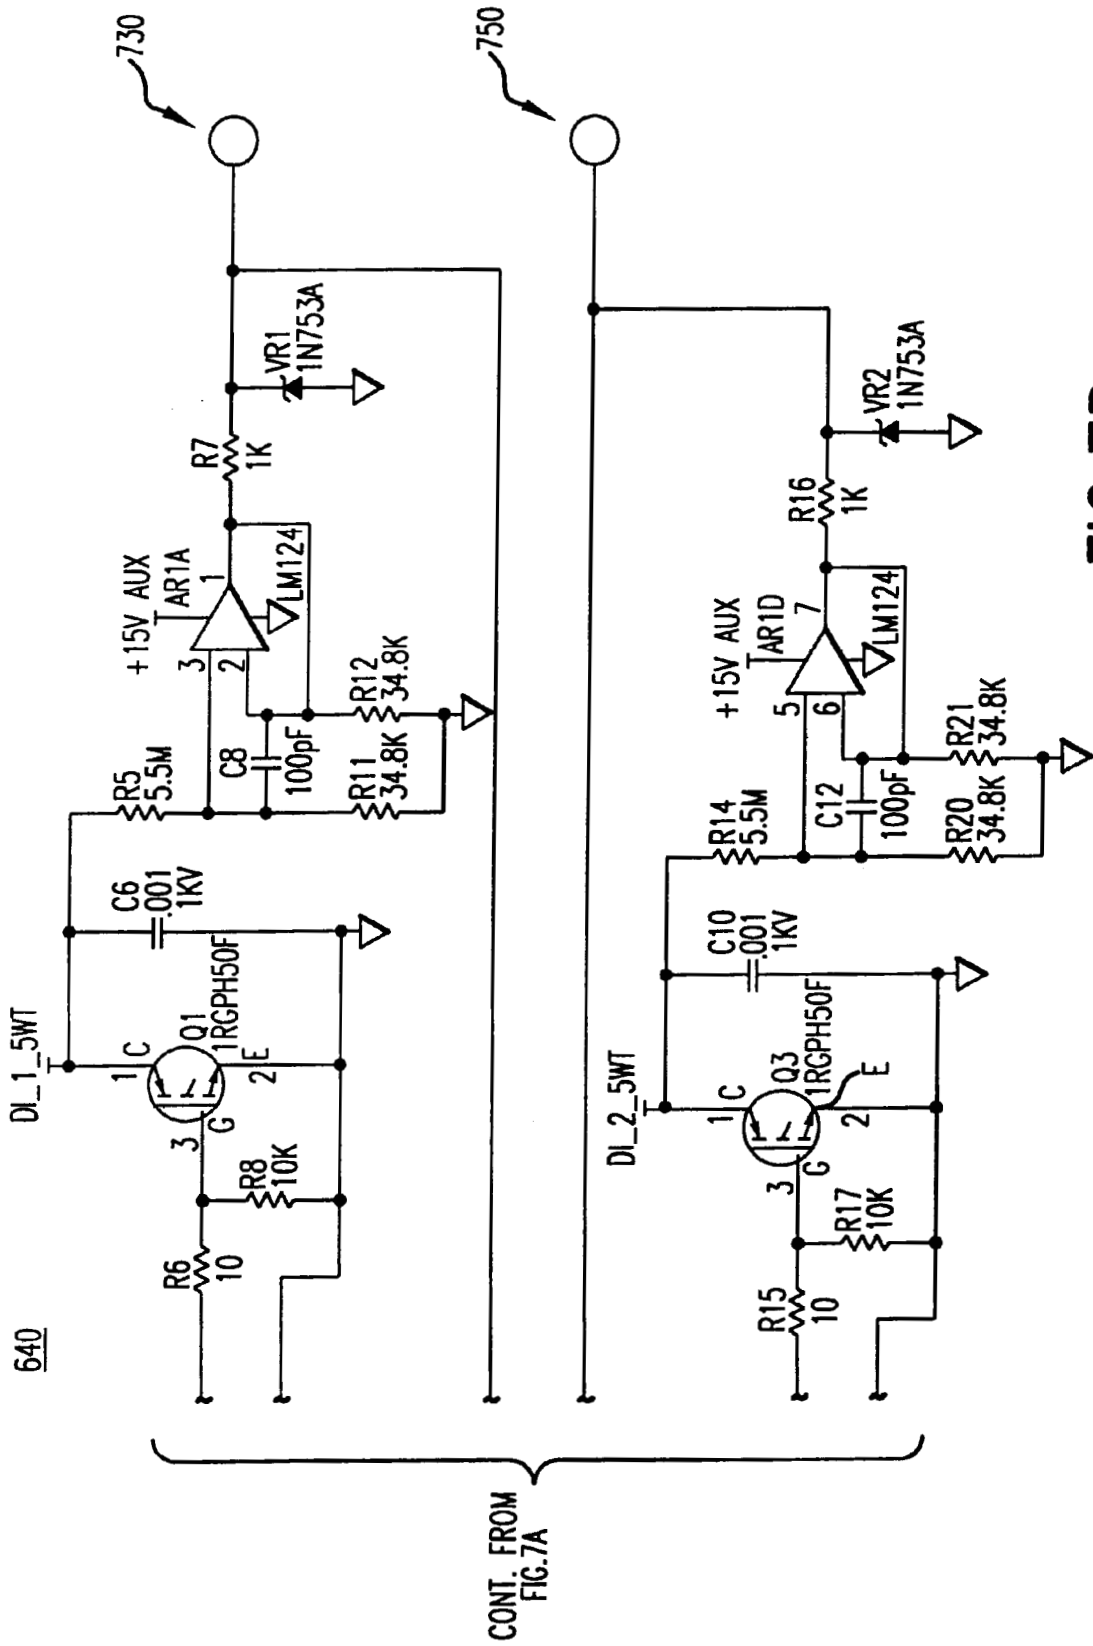 640
CONT. FROM
FIG.7A
DI_1_5WT
1 C
Q1
1RGPH50F
2 E
3 G
R6
10
R8
10K
C6
.001
1KV
R5
5.5M
C8
100pF
R11
34.8K
R12
34.8K
+15V AUX
AR1A
3
2
1
LM124
R7
1K
VR1
1N753A
730
DI_2_5WT
1 C
Q3
1RGPH50F
2
E
3 G
R15
10
R17
10K
C10
.001
1KV
R14
5.5M
C12
100pF
R20
34.8K
R21
34.8K
+15V AUX
AR1D
5
6
7
LM124
R16
1K
VR2
1N753A
750